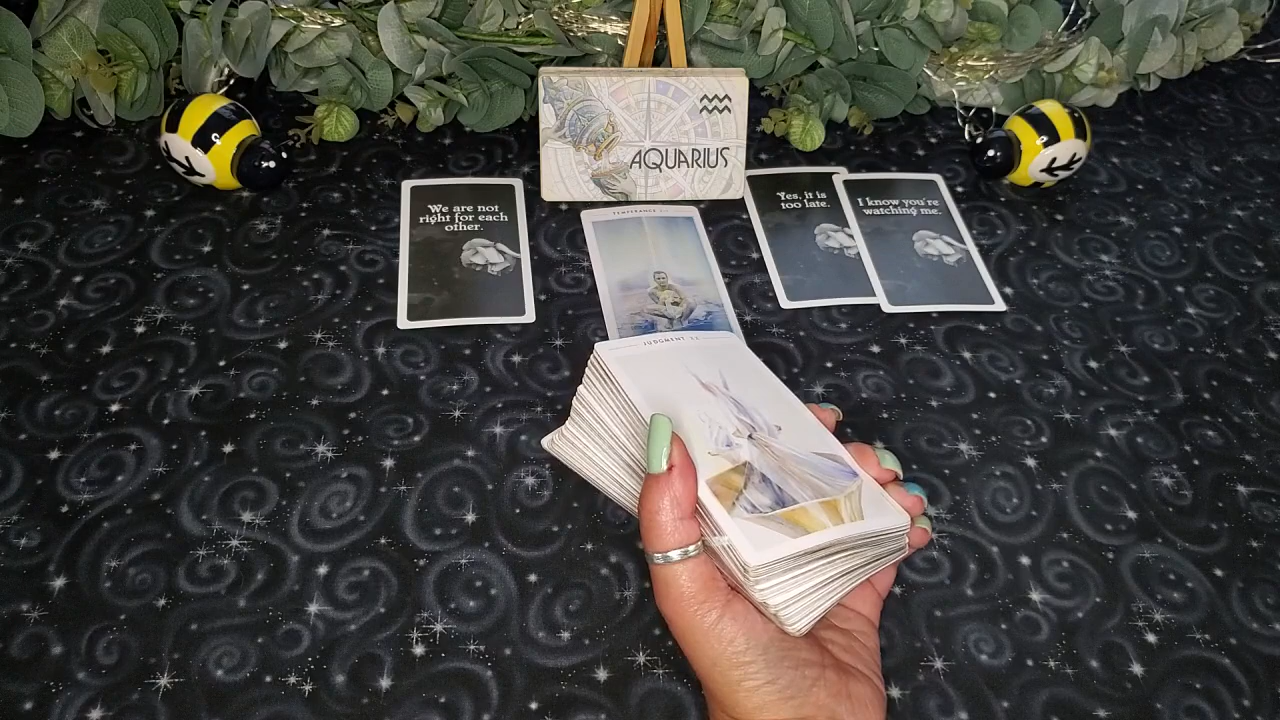 AQUARIUS
We are not
right for each
other.
TEMPERANCE
Yes, it is
too late.
I know you're
watching me.
JUDGMENT